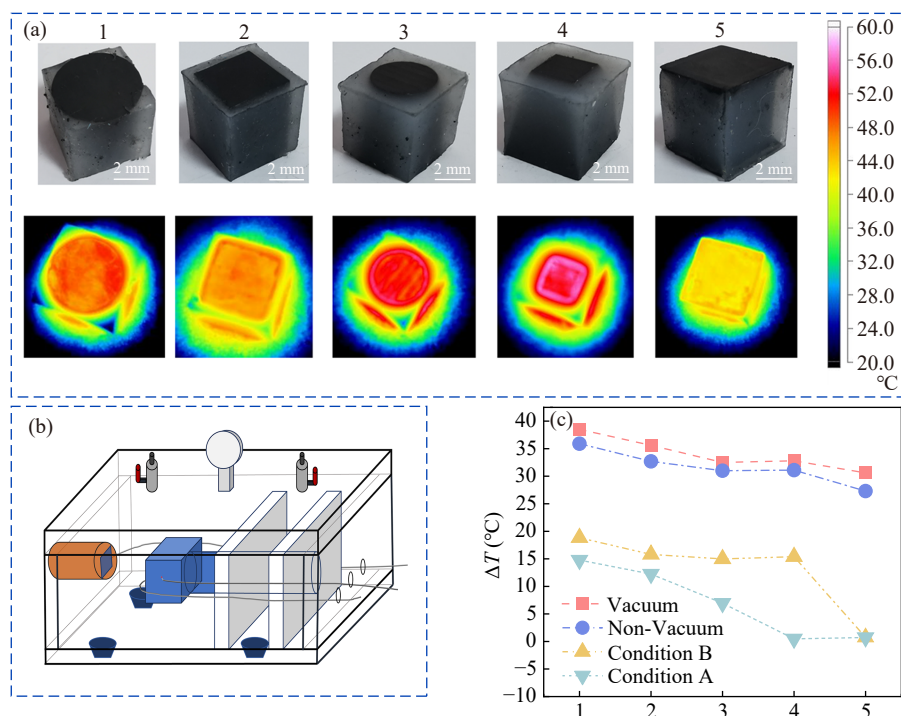 (a)
1 2 3 4 5
2 mm 2 mm 2 mm 2 mm 2 mm
60.0
56.0
52.0
48.0
44.0
40.0
36.0
32.0
28.0
24.0
20.0
℃
(b)
(c)
ΔT (℃)
40
35
30
25
20
15
10
5
0
−5
−10
Vacuum
Non-Vacuum
Condition B
Condition A
1 2 3 4 5